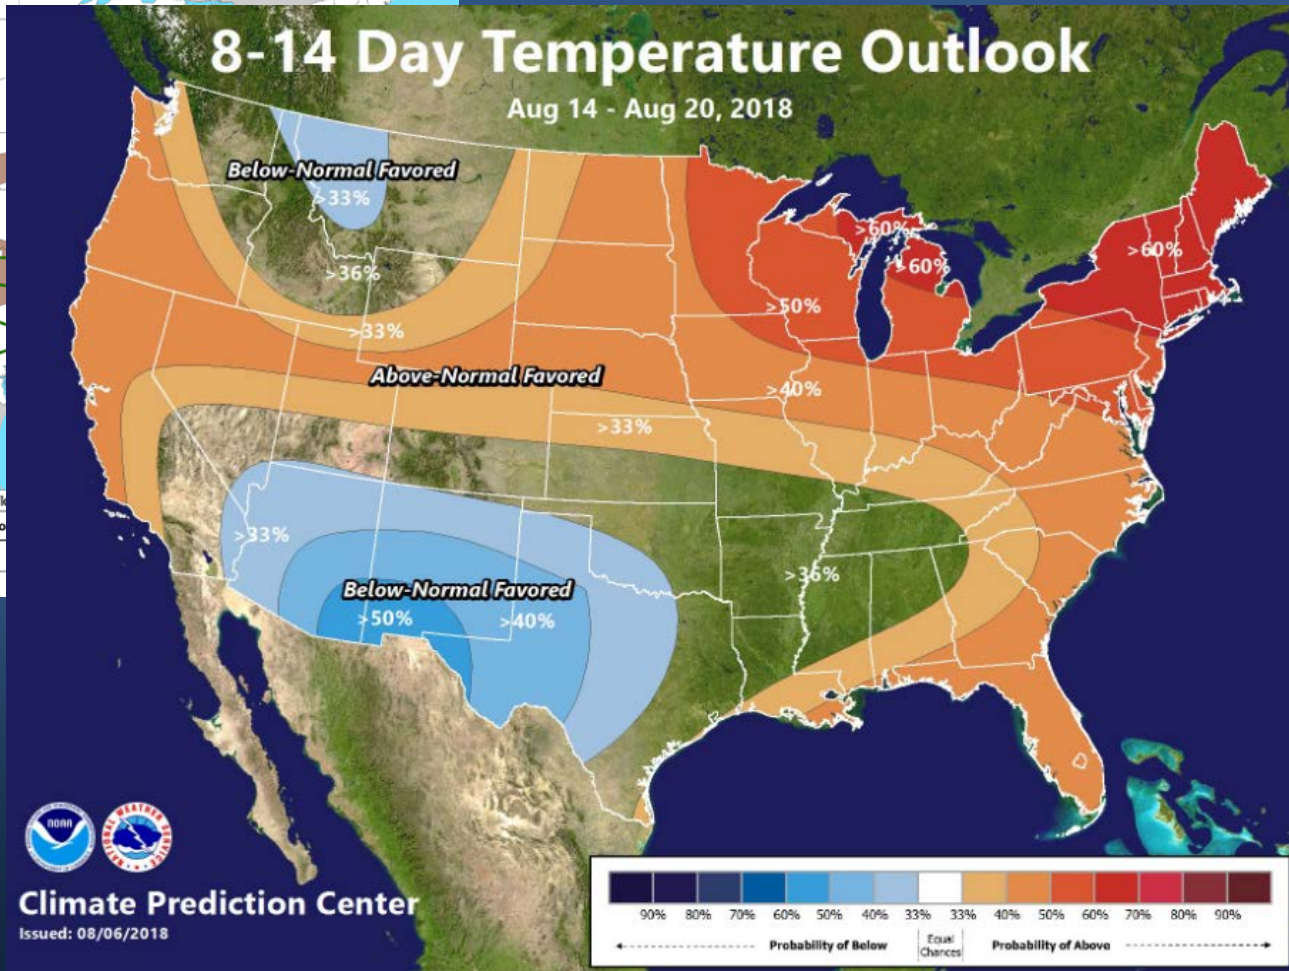 8-14 Day Temperature Outlook
Aug 14 - Aug 20, 2018
Below-Normal Favored
>33%
>60%
>60%
>60%
>36%
>50%
>33%
Above-Normal Favored
>40%
>33%
>33%
>36%
Below-Normal Favored
>50%
>40%
NOAA
NATIONAL WEATHER SERVICE
Climate Prediction Center
Issued: 08/06/2018
90% 80% 70% 60% 50% 40% 33% 33% 40% 50% 60% 70% 80% 90%
Probability of Below
Equal
Chances
Probability of Above